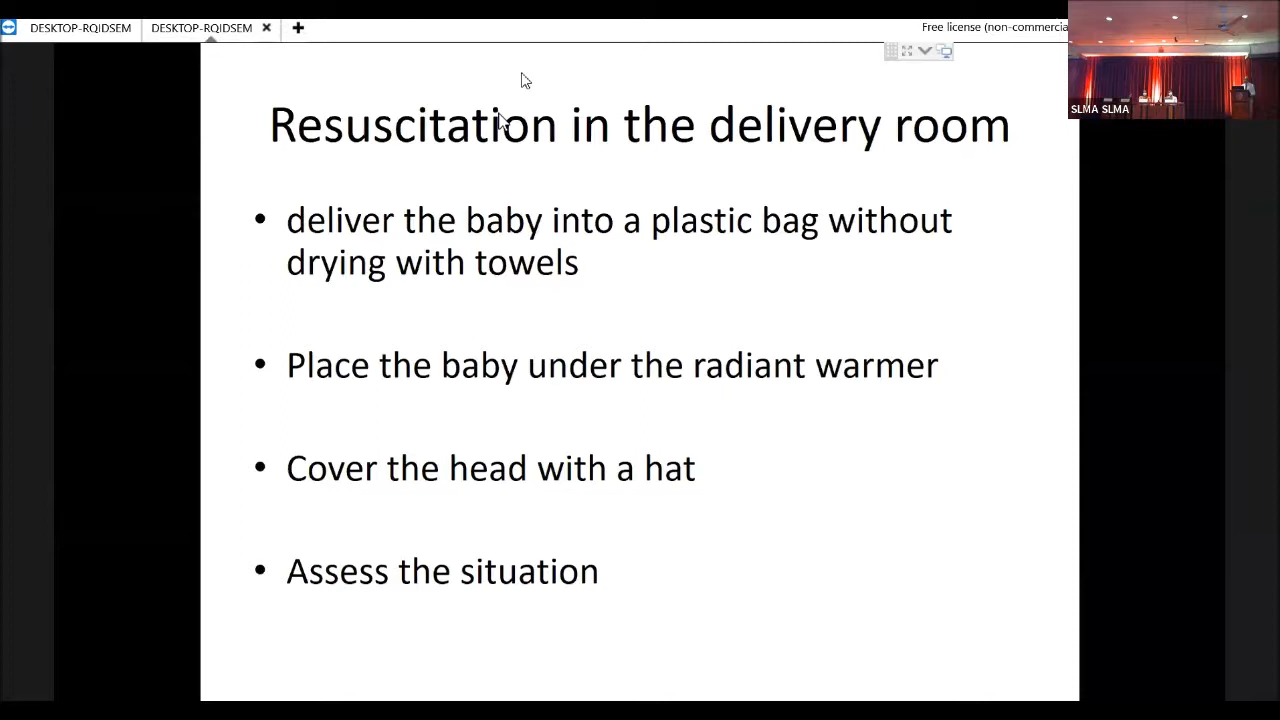 DESKTOP-RQIDSEM
DESKTOP-RQIDSEM
Free license (non-commercia
SLMA SLMA
Resuscitation in the delivery room
• deliver the baby into a plastic bag without
drying with towels
• Place the baby under the radiant warmer
• Cover the head with a hat
• Assess the situation